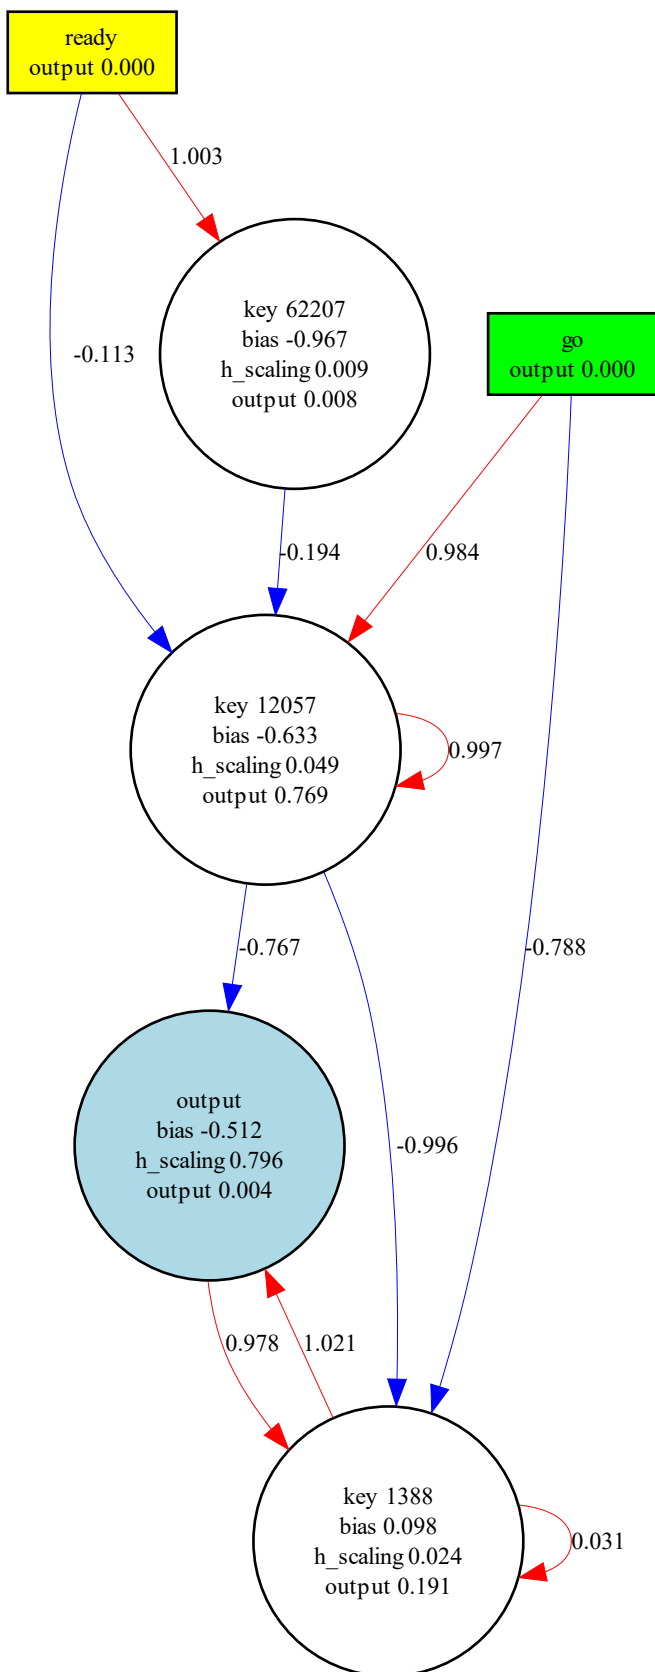 ready
output 0.000
1.003
key 62207
bias -0.967
h_scaling 0.009
output 0.008
go
output 0.000
-0.113
-0.194
0.984
key 12057
bias -0.633
h_scaling 0.049
output 0.769
0.997
-0.767
-0.788
output
bias -0.512
h_scaling 0.796
output 0.004
-0.996
0.978
1.021
key 1388
bias 0.098
h_scaling 0.024
output 0.191
0.031